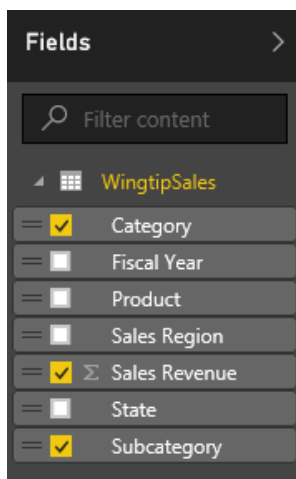 Fields
Filter content
WingtipSales
Category
Fiscal Year
Product
Sales Region
Σ Sales Revenue
State
Subcategory